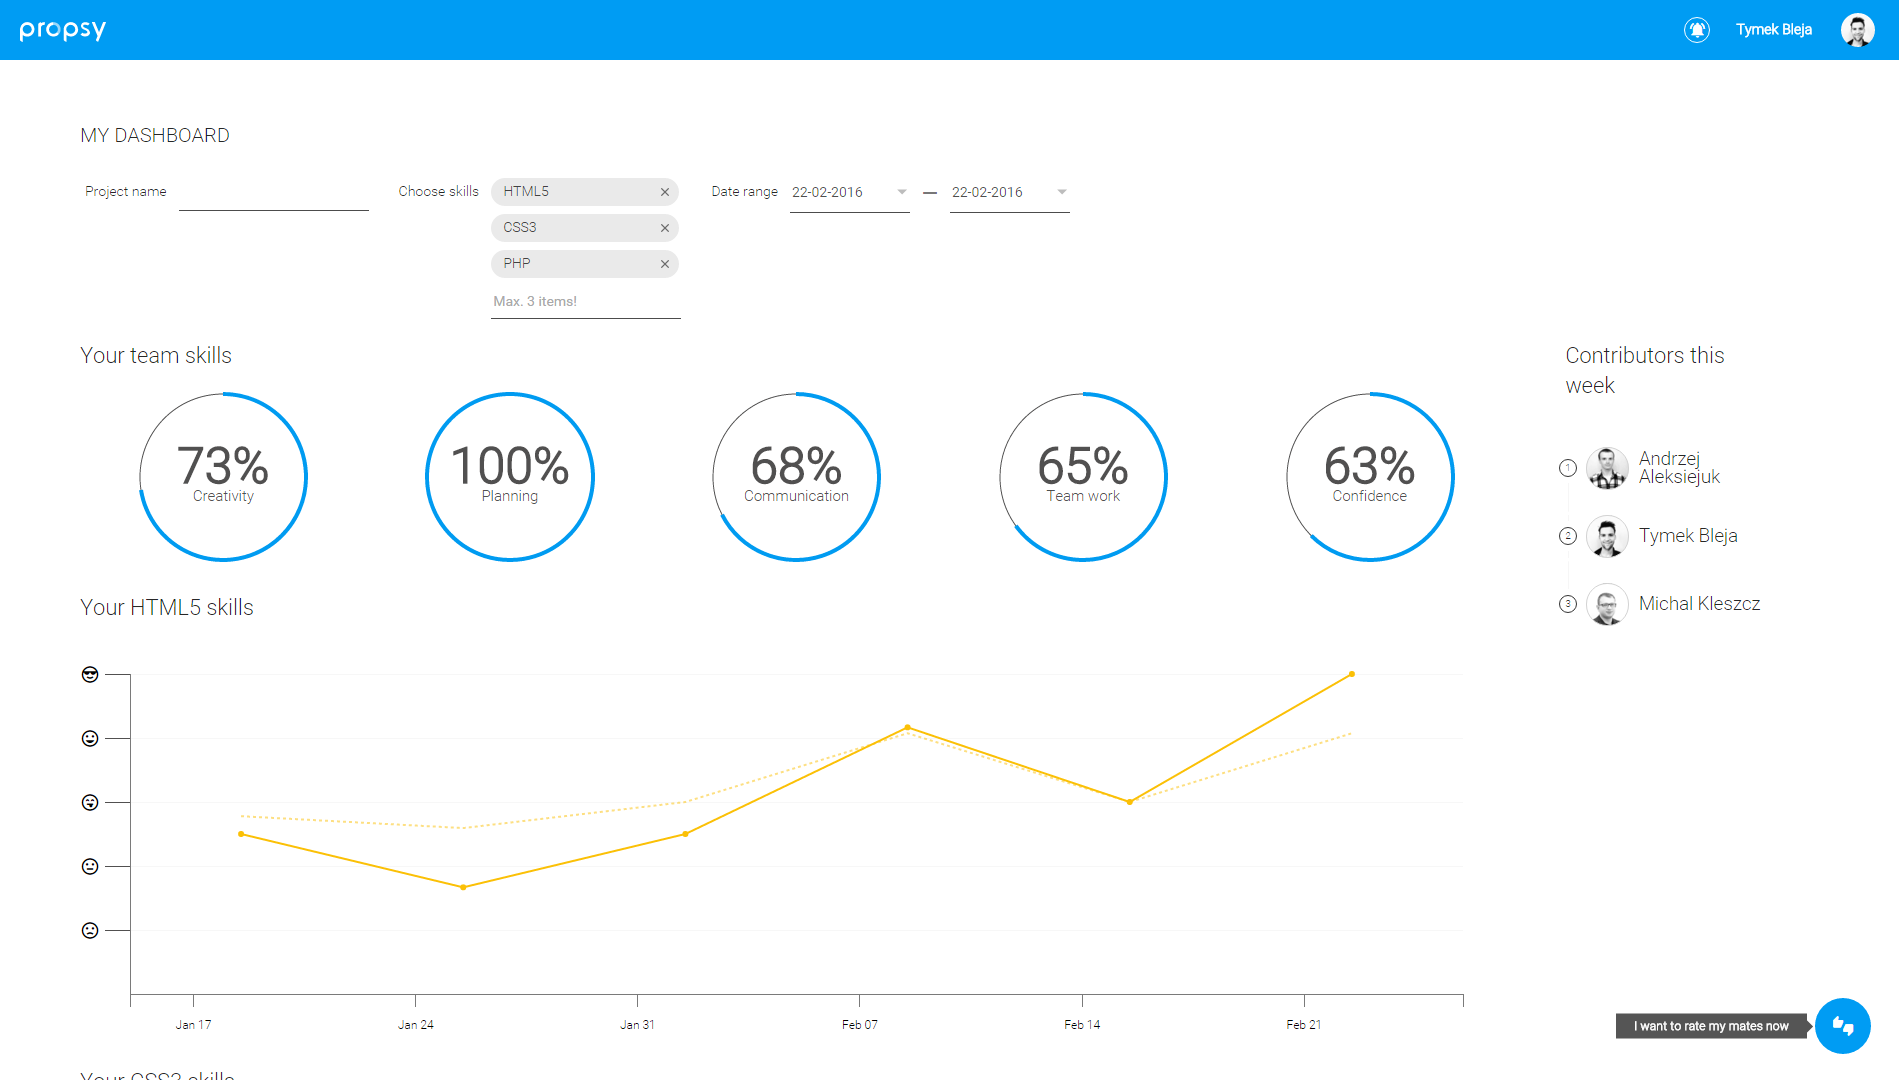 propsy
Tymek Bleja
MY DASHBOARD
Project name
Choose skills
HTML5
CSS3
PHP
Max. 3 items!
Date range
22-02-2016 — 22-02-2016
Your team skills
73%
Creativity
100%
Planning
68%
Communication
65%
Team work
63%
Confidence
Contributors this
week
1
Andrzej
Aleksiejuk
2
Tymek Bleja
3
Michal Kleszcz
Your HTML5 skills
Jan 17
Jan 24
Jan 31
Feb 07
Feb 14
Feb 21
I want to rate my mates now
Your CSS3 skills